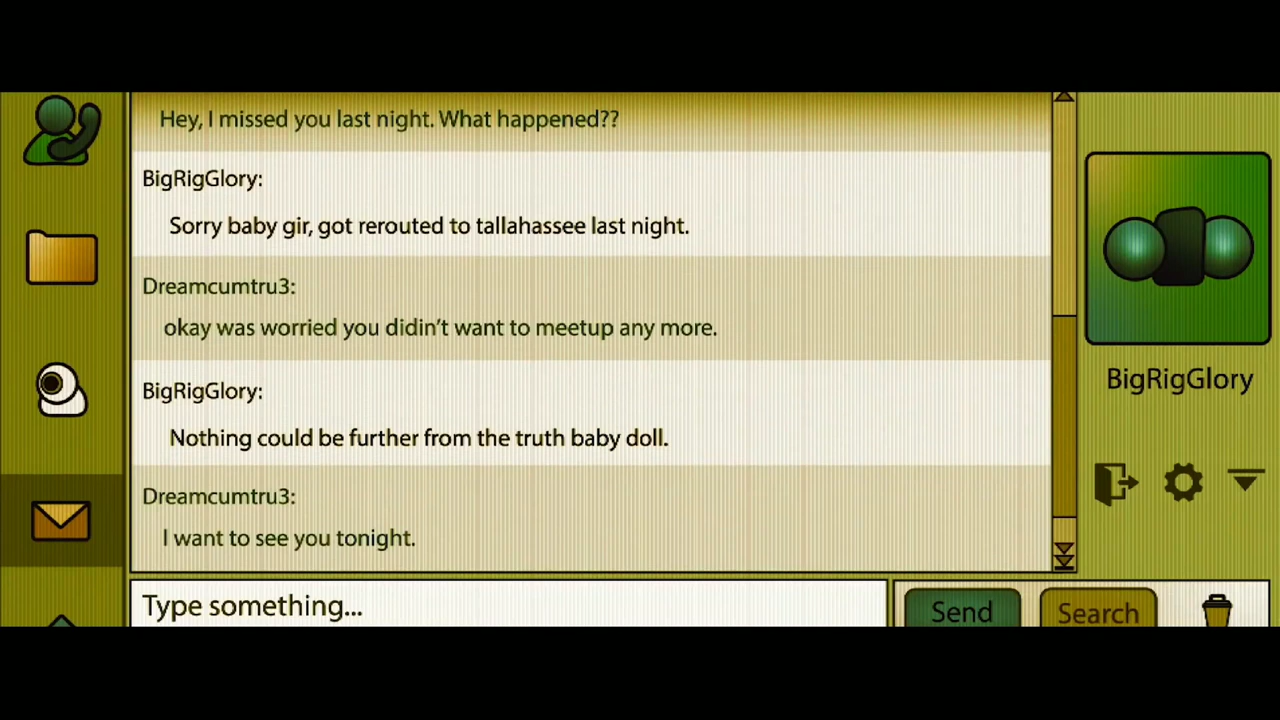 Hey, I missed you last night. What happened??
BigRigGlory:
Sorry baby gir, got rerouted to tallahassee last night.
Dreamcumtru3:
okay was worried you didin't want to meetup any more.
BigRigGlory:
Nothing could be further from the truth baby doll.
Dreamcumtru3:
I want to see you tonight.
BigRigGlory
Type something...
Send
Search